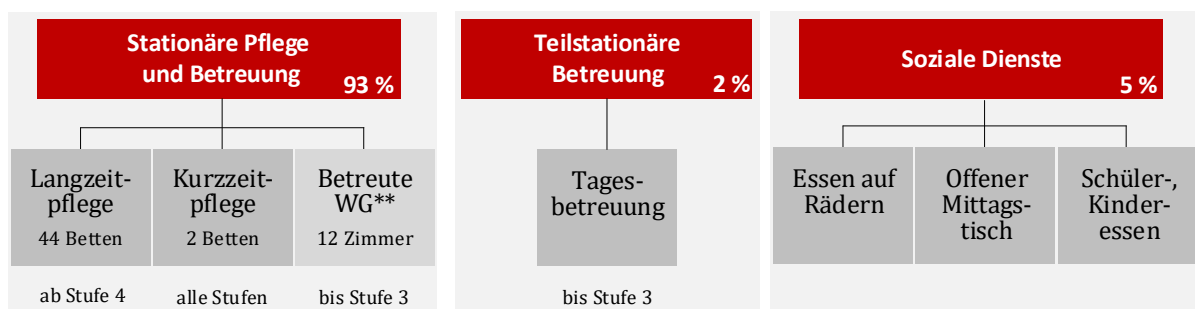 Stationäre Pflege
und Betreuung
93 %
Langzeit-
pflege
44 Betten
ab Stufe 4
Kurzzeit-
pflege
2 Betten
alle Stufen
Betreute
WG**
12 Zimmer
bis Stufe 3
Teilstationäre
Betreuung
2 %
Tages-
betreuung
bis Stufe 3
Soziale Dienste
5 %
Essen auf
Rädern
Offener
Mittags-
tisch
Schüler-,
Kinder-
essen